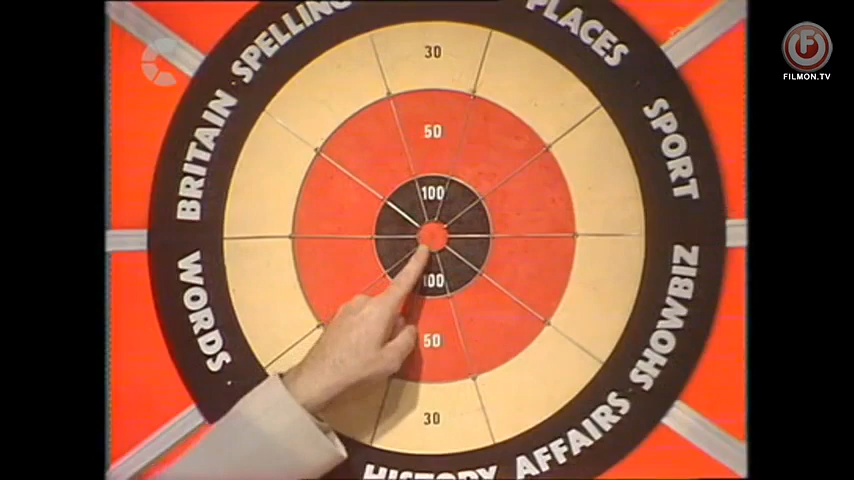 SPELLING
PLACES
BRITAIN
SPORT
WORDS
SHOWBIZ
HISTORY
AFFAIRS
30
50
100
100
50
30
F
FILMON.TV